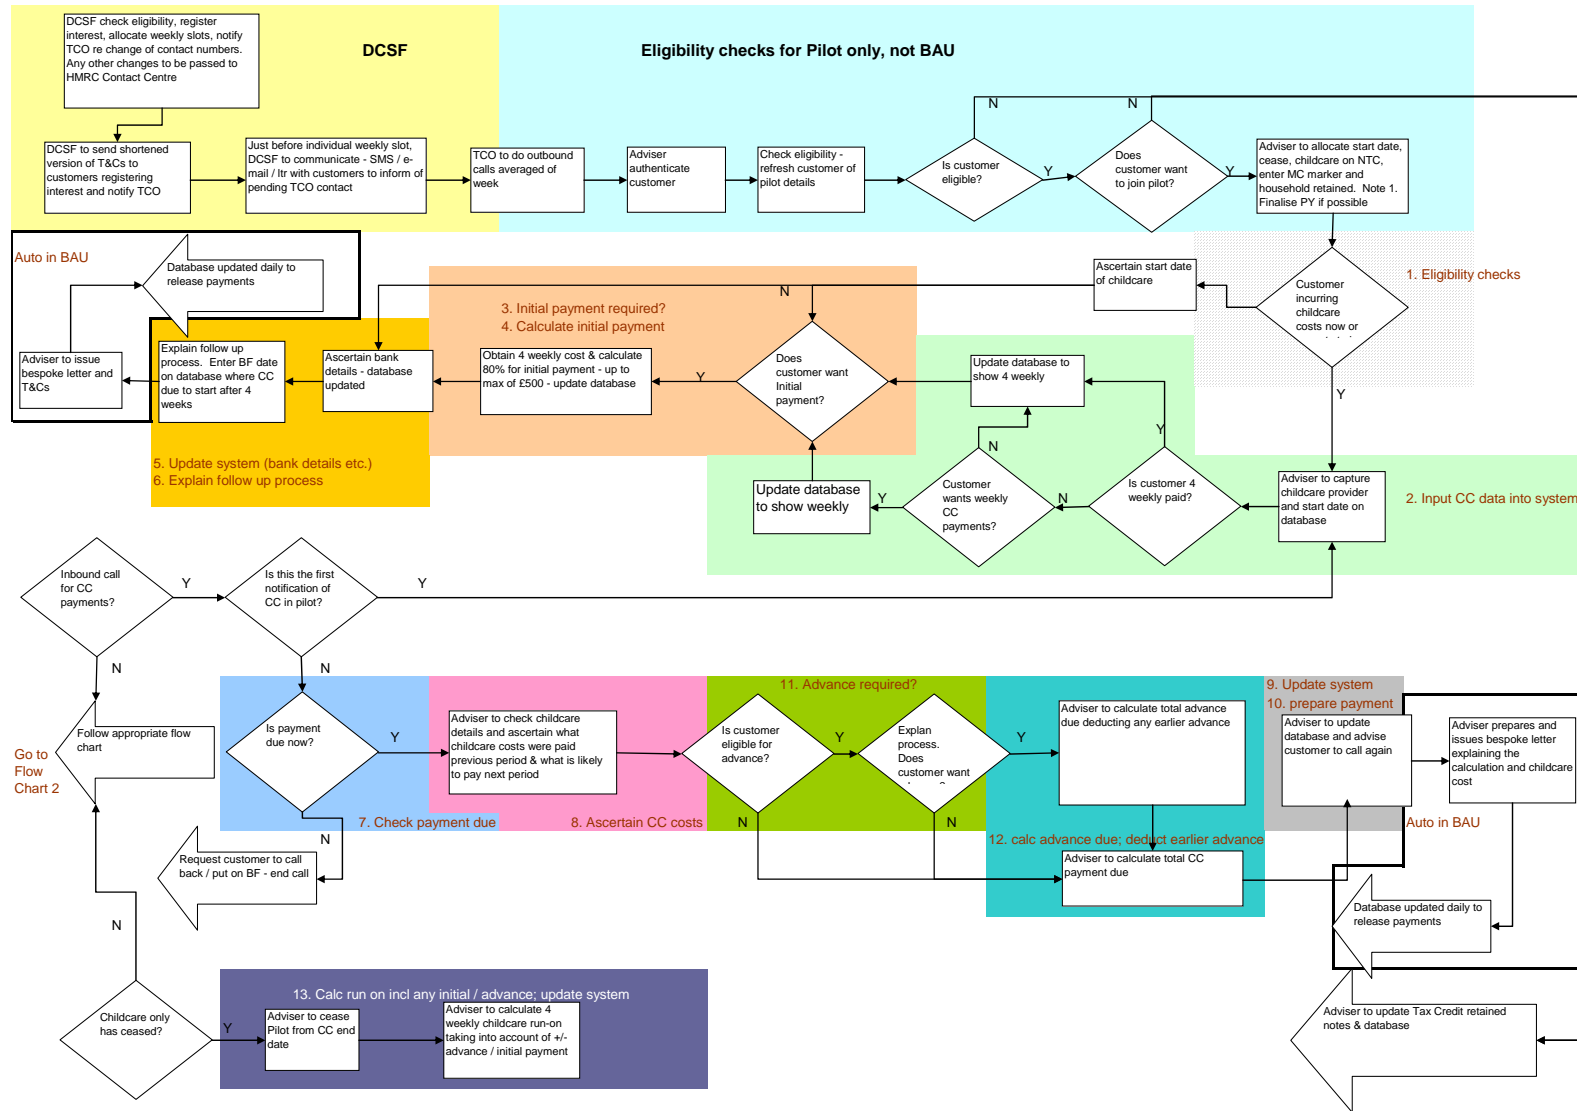 DCSF check eligibility, register
interest, allocate weekly slots, notify
TCO re change of contact numbers.
Any other changes to be passed to
HMRC Contact Centre
DCSF
Eligibility checks for Pilot only, not BAU
DCSF to send shortened
version of T&Cs to
customers registering
interest and notify TCO
Just before individual weekly slot,
DCSF to communicate - SMS / e-
mail / ltr with customers to inform of
pending TCO contact
TCO to do outbound
calls averaged of
week
Adviser
authenticate
customer
Check eligibility -
refresh customer of
pilot details
Is customer
eligible?
N
Y
Does
customer want
to join pilot?
N
Y
Adviser to allocate start date,
cease, childcare on NTC,
enter MC marker and
household retained. Note 1.
Finalise PY if possible
Auto in BAU
Database updated daily to
release payments
Adviser to issue
bespoke letter and
T&Cs
Explain follow up
process. Enter BF date
on database where CC
due to start after 4
weeks
Ascertain bank
details - database
updated
5. Update system (bank details etc.)
6. Explain follow up process
3. Initial payment required?
4. Calculate initial payment
Obtain 4 weekly cost & calculate
80% for initial payment - up to
max of £500 - update database
Y
N
Does
customer want
Initial
payment?
Ascertain start date
of childcare
N
Customer
incurring
childcare
costs now or
1. Eligibility checks
Y
Update database to
show 4 weekly
Update database
to show weekly
Y
N
Customer
wants weekly
CC
payments?
N
Y
Is customer 4
weekly paid?
Adviser to capture
childcare provider
and start date on
database
2. Input CC data into system
Inbound call
for CC
payments?
Y
N
Is this the first
notification of
CC in pilot?
Y
N
Follow appropriate flow
chart
Go to
Flow
Chart 2
Is payment
due now?
Y
N
7. Check payment due
Request customer to call
back / put on BF - end call
Adviser to check childcare
details and ascertain what
childcare costs were paid
previous period & what is likely
to pay next period
8. Ascertain CC costs
11. Advance required?
Is customer
eligible for
advance?
Y
N
Explan
process.
Does
customer want
Y
N
Adviser to calculate total advance
due deducting any earlier advance
12. calc advance due; deduct earlier advance
Adviser to calculate total CC
payment due
9. Update system
10. prepare payment
Adviser to update
database and advise
customer to call again
Adviser prepares and
issues bespoke letter
explaining the
calculation and childcare
cost
Auto in BAU
Database updated daily to
release payments
N
Childcare only
has ceased?
Y
13. Calc run on incl any initial / advance; update system
Adviser to cease
Pilot from CC end
date
Adviser to calculate 4
weekly childcare run-on
taking into account of +/-
advance / initial payment
Adviser to update Tax Credit retained
notes & database